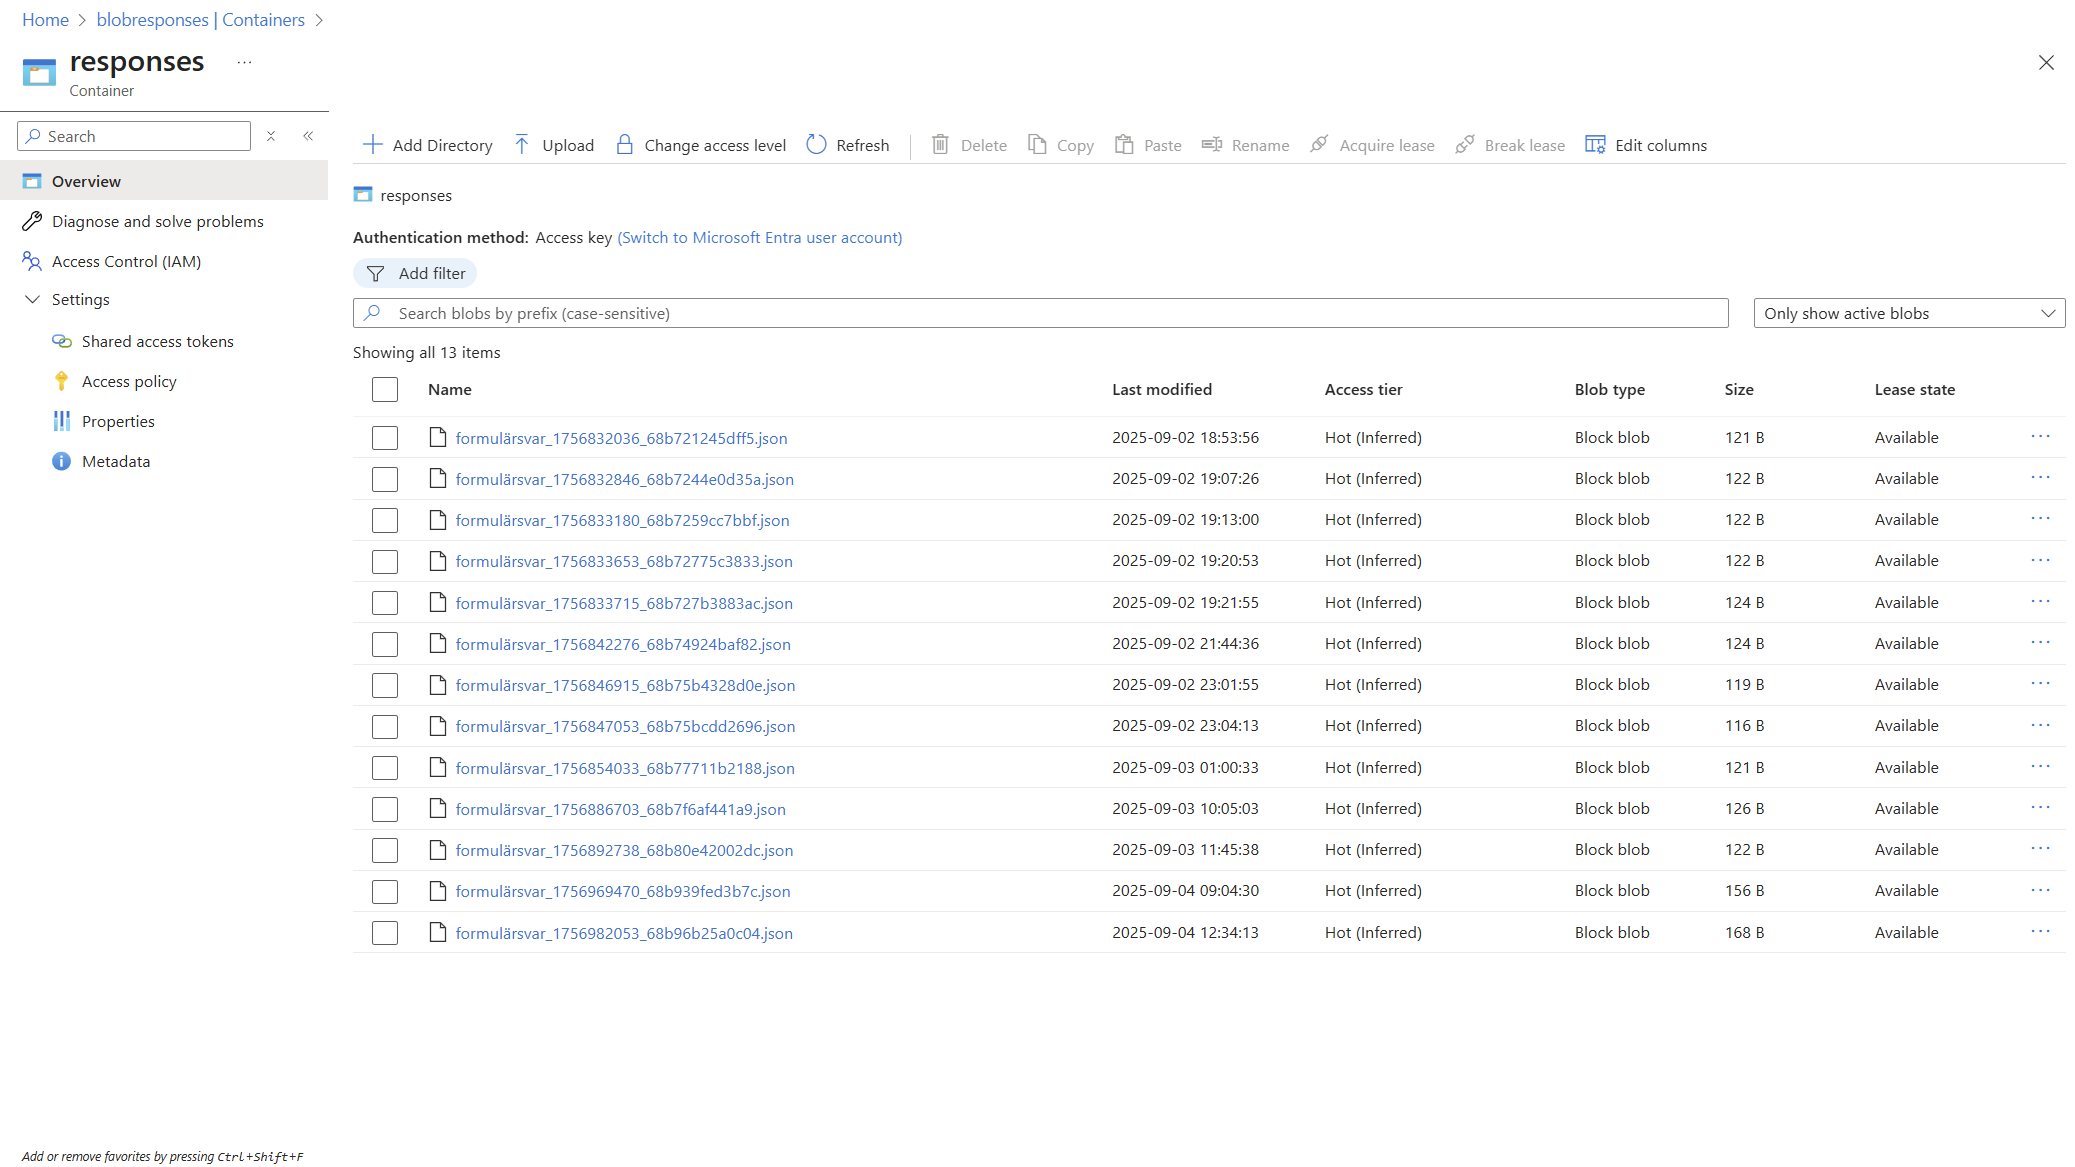 Home > blobresponses | Containers >
responses ...
Container
Search
Overview
Diagnose and solve problems
Access Control (IAM)
Settings
Shared access tokens
Access policy
Properties
Metadata
Add Directory Upload Change access level Refresh Delete Copy Paste Rename Acquire lease Break lease Edit columns
responses
Authentication method: Access key (Switch to Microsoft Entra user account)
Add filter
Search blobs by prefix (case-sensitive) Only show active blobs
Showing all 13 items
Name Last modified Access tier Blob type Size Lease state
formulärsvar_1756832036_68b721245dff5.json 2025-09-02 18:53:56 Hot (Inferred) Block blob 121 B Available ...
formulärsvar_1756832846_68b7244e0d35a.json 2025-09-02 19:07:26 Hot (Inferred) Block blob 122 B Available ...
formulärsvar_1756833180_68b7259cc7bbf.json 2025-09-02 19:13:00 Hot (Inferred) Block blob 122 B Available ...
formulärsvar_1756833653_68b72775c3833.json 2025-09-02 19:20:53 Hot (Inferred) Block blob 122 B Available ...
formulärsvar_1756833715_68b727b3883ac.json 2025-09-02 19:21:55 Hot (Inferred) Block blob 124 B Available ...
formulärsvar_1756842276_68b74924baf82.json 2025-09-02 21:44:36 Hot (Inferred) Block blob 124 B Available ...
formulärsvar_1756846915_68b75b4328d0e.json 2025-09-02 23:01:55 Hot (Inferred) Block blob 119 B Available ...
formulärsvar_1756847053_68b75bcdd2696.json 2025-09-02 23:04:13 Hot (Inferred) Block blob 116 B Available ...
formulärsvar_1756854033_68b77711b2188.json 2025-09-03 01:00:33 Hot (Inferred) Block blob 121 B Available ...
formulärsvar_1756886703_68b7f6af441a9.json 2025-09-03 10:05:03 Hot (Inferred) Block blob 126 B Available ...
formulärsvar_1756892738_68b80e42002dc.json 2025-09-03 11:45:38 Hot (Inferred) Block blob 122 B Available ...
formulärsvar_1756969470_68b939fed3b7c.json 2025-09-04 09:04:30 Hot (Inferred) Block blob 156 B Available ...
formulärsvar_1756982053_68b96b25a0c04.json 2025-09-04 12:34:13 Hot (Inferred) Block blob 168 B Available ...
Add or remove favorites by pressing Ctrl+Shift+F